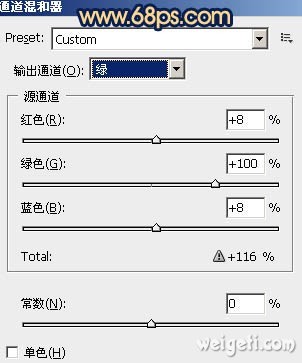 通道混和器
www.68ps.com
Preset: Custom
输出通道(O): 绿
源通道
红色(R): +8 %
绿色(G): +100 %
蓝色(B): +8 %
Total: +116 %
常数(N): 0 %
单色(H)
weigeti.com